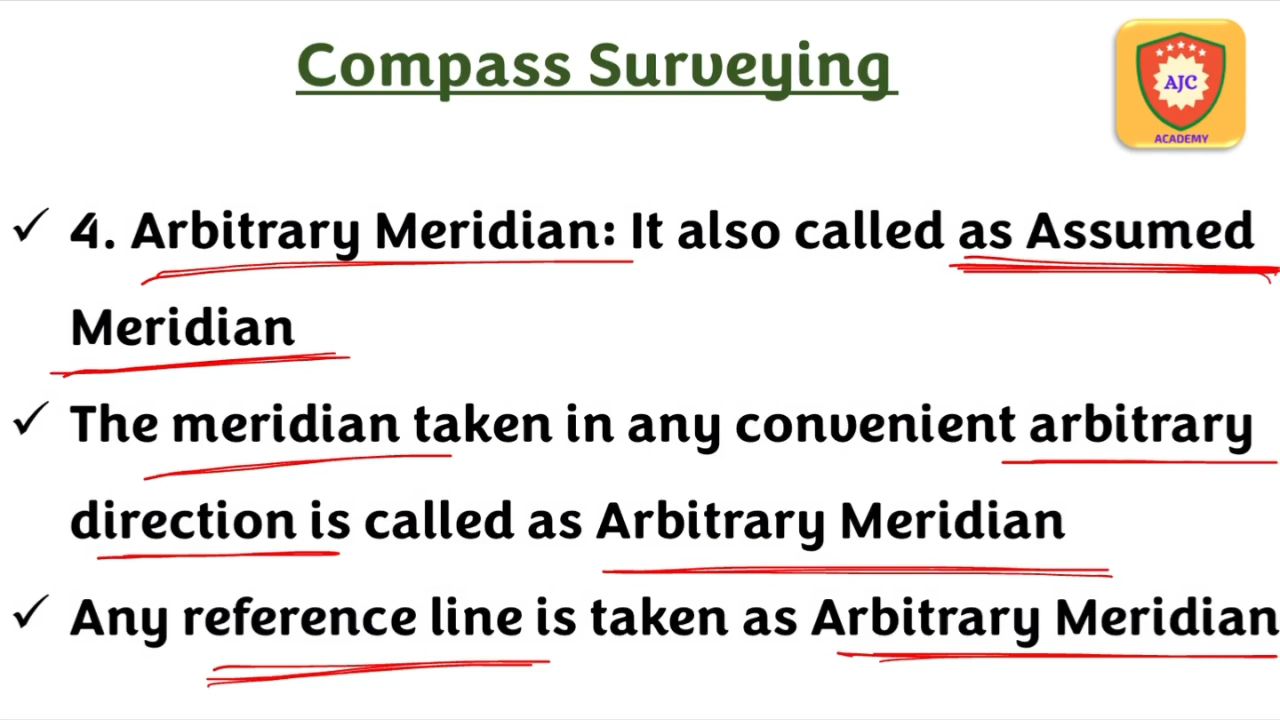 Compass Surveying
AJC
ACADEMY
✓ 4. Arbitrary Meridian: It also called as Assumed
Meridian
✓ The meridian taken in any convenient arbitrary
direction is called as Arbitrary Meridian
✓ Any reference line is taken as Arbitrary Meridian